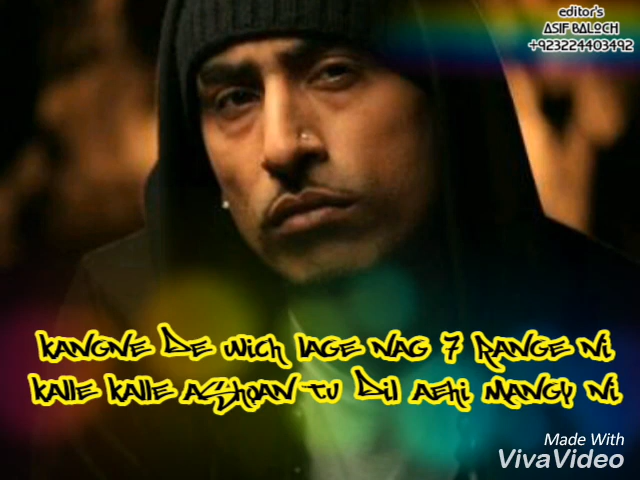 editor's
ASIF BALOCH
+923224403492
KANGNE DE WICH LAGE NAG 7 RANGE NI
KALLE KALLE ASHQAN TU DIL AEHI MANGY NI
Made With
VivaVideo